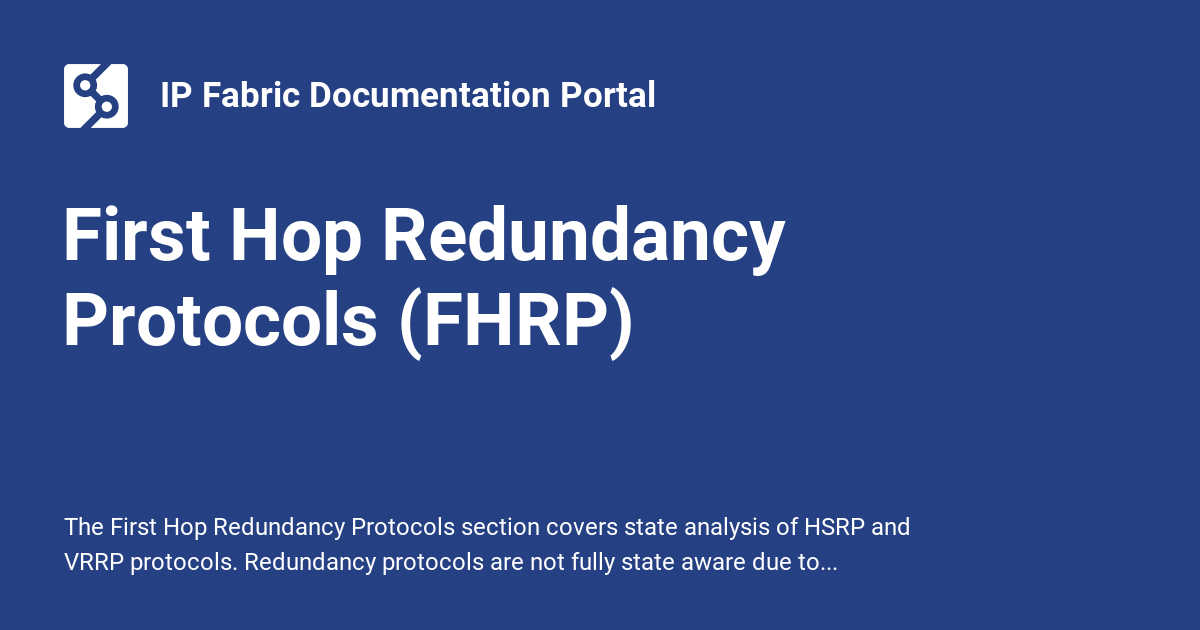 IP Fabric Documentation Portal
First Hop Redundancy
Protocols (FHRP)
The First Hop Redundancy Protocols section covers state analysis of HSRP and
VRRP protocols. Redundancy protocols are not fully state aware due to...